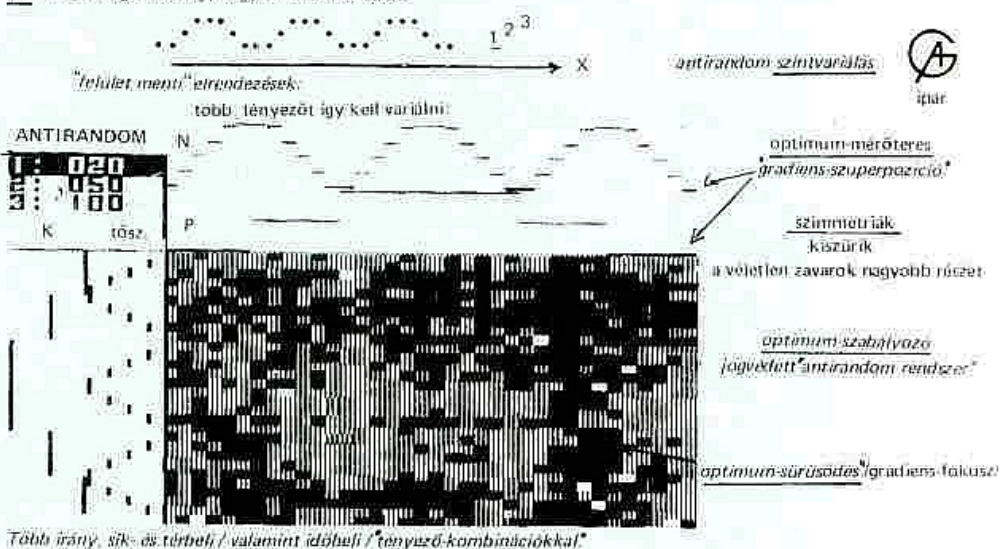 1 2 3
X
antirandom szintvariálás
ipar
"felület menti" elrendezések:
több tényezőt így kell variálni:
ANTIRANDOM
N
1: 020
2: 050
3: 100
K tősz.
P
optimum-mérőteres
"gradiens-szuperpozició"
szimmetriák
kiszűrik
a véletlen zavarok nagyobb részét
optimum-szabályozó
jogvédett "antirandom rendszer"
optimum-sűrűsödés /gradiens-fókusz/
Több irány, sík- és térbeli / valamint időbeli / "tényező-kombinációkkal."